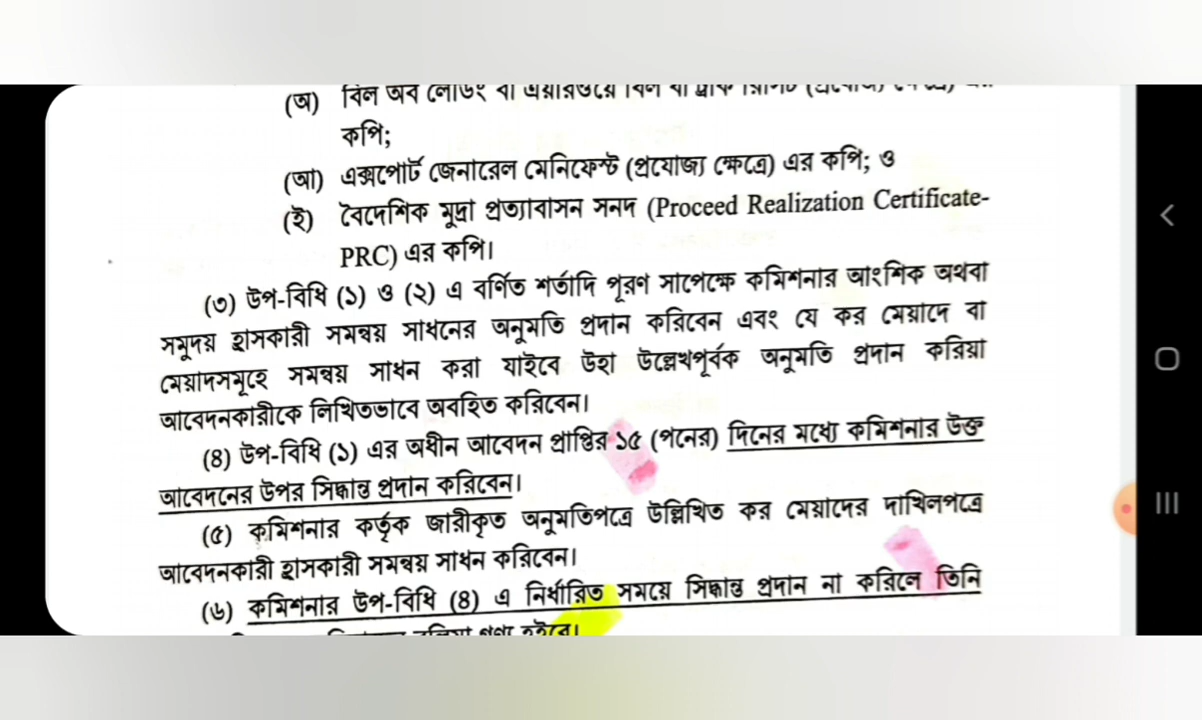 (অ) বিল অব লেডিং বা এয়ারওয়ে বিল বা ট্রাক রিসিট (প্রযোজ্য ক্ষেত্রে) এর
কপি;
(আ) এক্সপোর্ট জেনারেল মেনিফেস্ট (প্রযোজ্য ক্ষেত্রে) এর কপি; ও
(ই) বৈদেশিক মুদ্রা প্রত্যাবাসন সনদ (Proceed Realization Certificate-
PRC) এর কপি।
(৩) উপ-বিধি (১) ও (২) এ বর্ণিত শর্তাদি পূরণ সাপেক্ষে কমিশনার আংশিক অথবা
সমুদয় হ্রাসকারী সমন্বয় সাধনের অনুমতি প্রদান করিবেন এবং যে কর মেয়াদে বা
মেয়াদসমূহে সমন্বয় সাধন করা যাইবে উহা উল্লেখপূর্বক অনুমতি প্রদান করিয়া
আবেদনকারীকে লিখিতভাবে অবহিত করিবেন।
(৪) উপ-বিধি (১) এর অধীন আবেদন প্রাপ্তির ১৫ (পনের) দিনের মধ্যে কমিশনার উক্ত
আবেদনের উপর সিদ্ধান্ত প্রদান করিবেন।
(৫) কমিশনার কর্তৃক জারীকৃত অনুমতিপত্রে উল্লিখিত কর মেয়াদের দাখিলপত্রে
আবেদনকারী হ্রাসকারী সমন্বয় সাধন করিবেন।
(৬) কমিশনার উপ-বিধি (৪) এ নির্ধারিত সময়ে সিদ্ধান্ত প্রদান না করিলে তিনি
বলিয়া গণ্য হইবে।